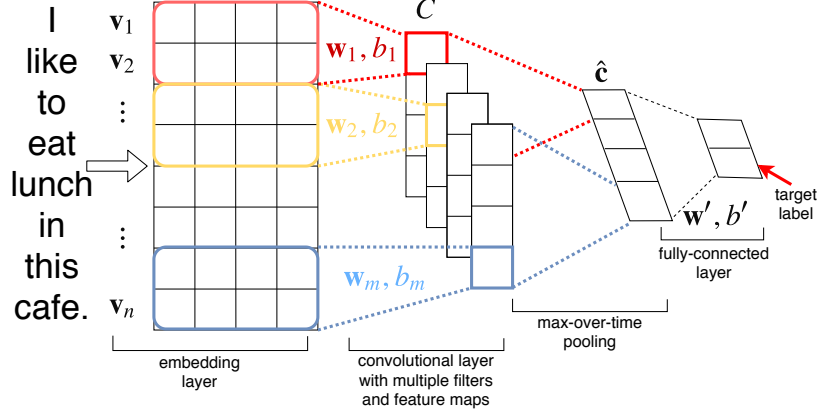 I
like
to
eat
lunch
in
this
cafe.
v₁
v₂
⋮
⋮
vₙ
w₁, b₁
w₂, b₂
wₘ, bₘ
C
ĉ
w′, b′
target
label
embedding
layer
convolutional layer
with multiple filters
and feature maps
max-over-time
pooling
fully-connected
layer